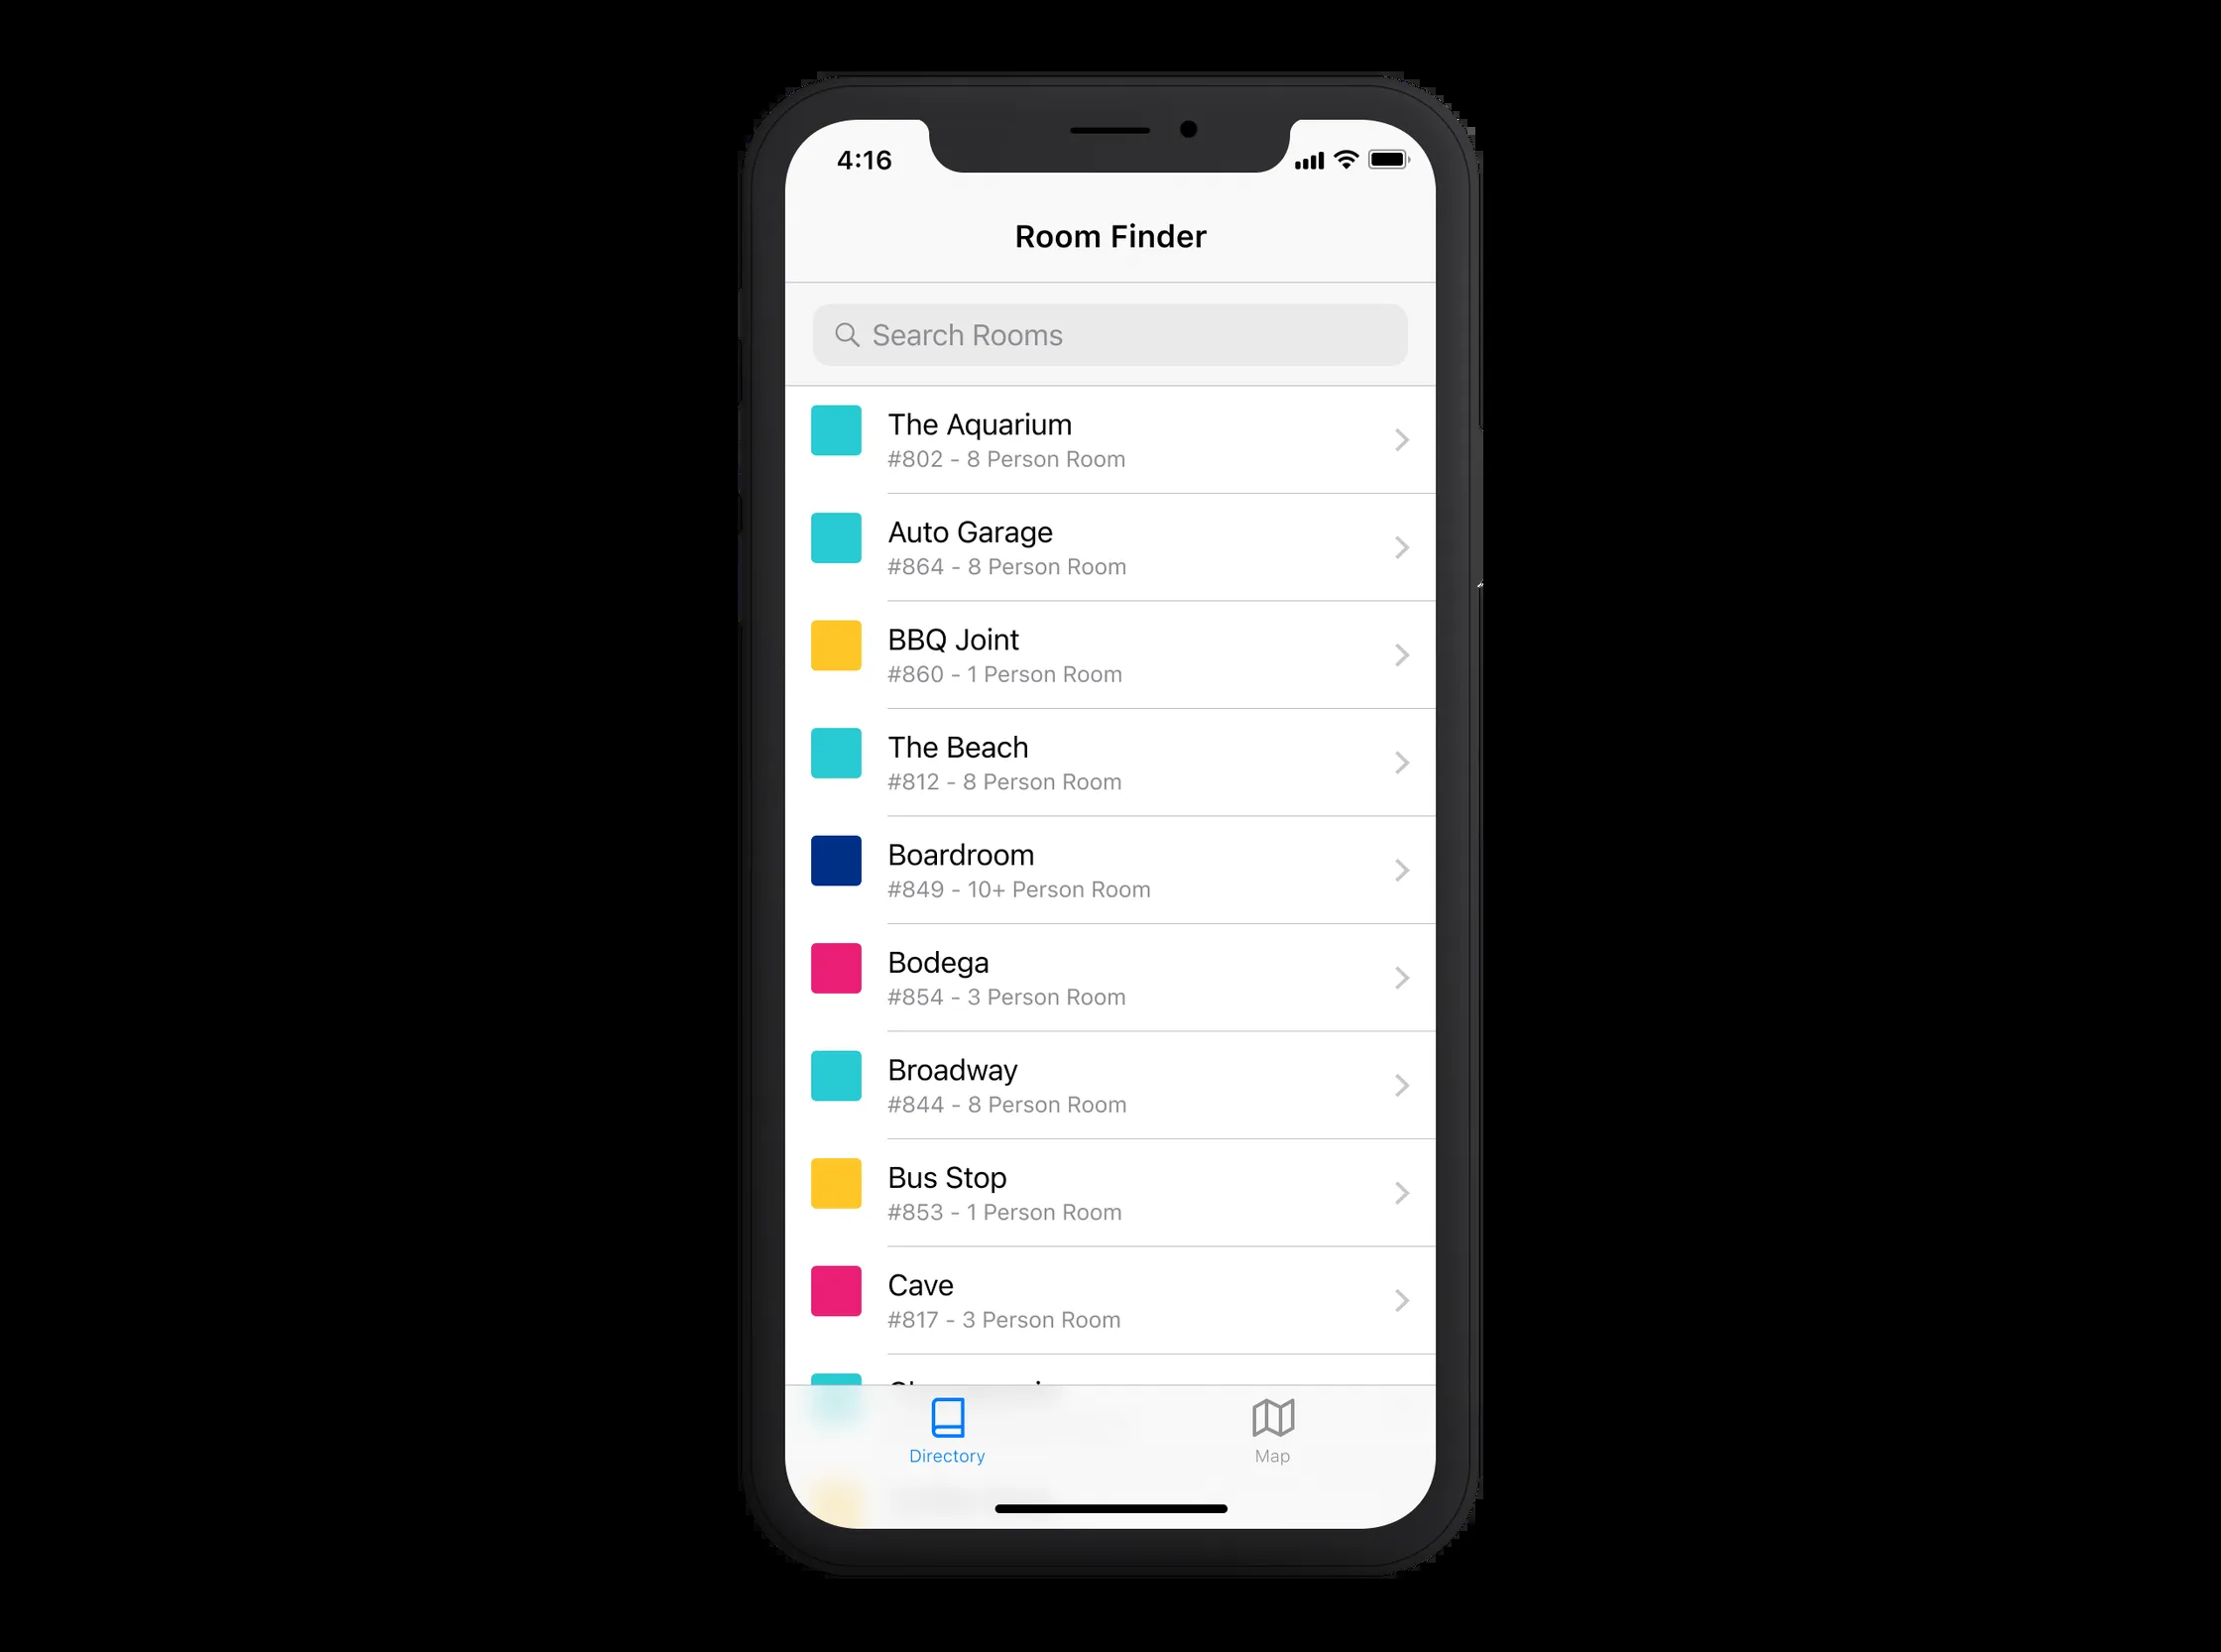 4:16
Room Finder
Search Rooms
The Aquarium
#802 - 8 Person Room
Auto Garage
#864 - 8 Person Room
BBQ Joint
#860 - 1 Person Room
The Beach
#812 - 8 Person Room
Boardroom
#849 - 10+ Person Room
Bodega
#854 - 3 Person Room
Broadway
#844 - 8 Person Room
Bus Stop
#853 - 1 Person Room
Cave
#817 - 3 Person Room
Directory
Map